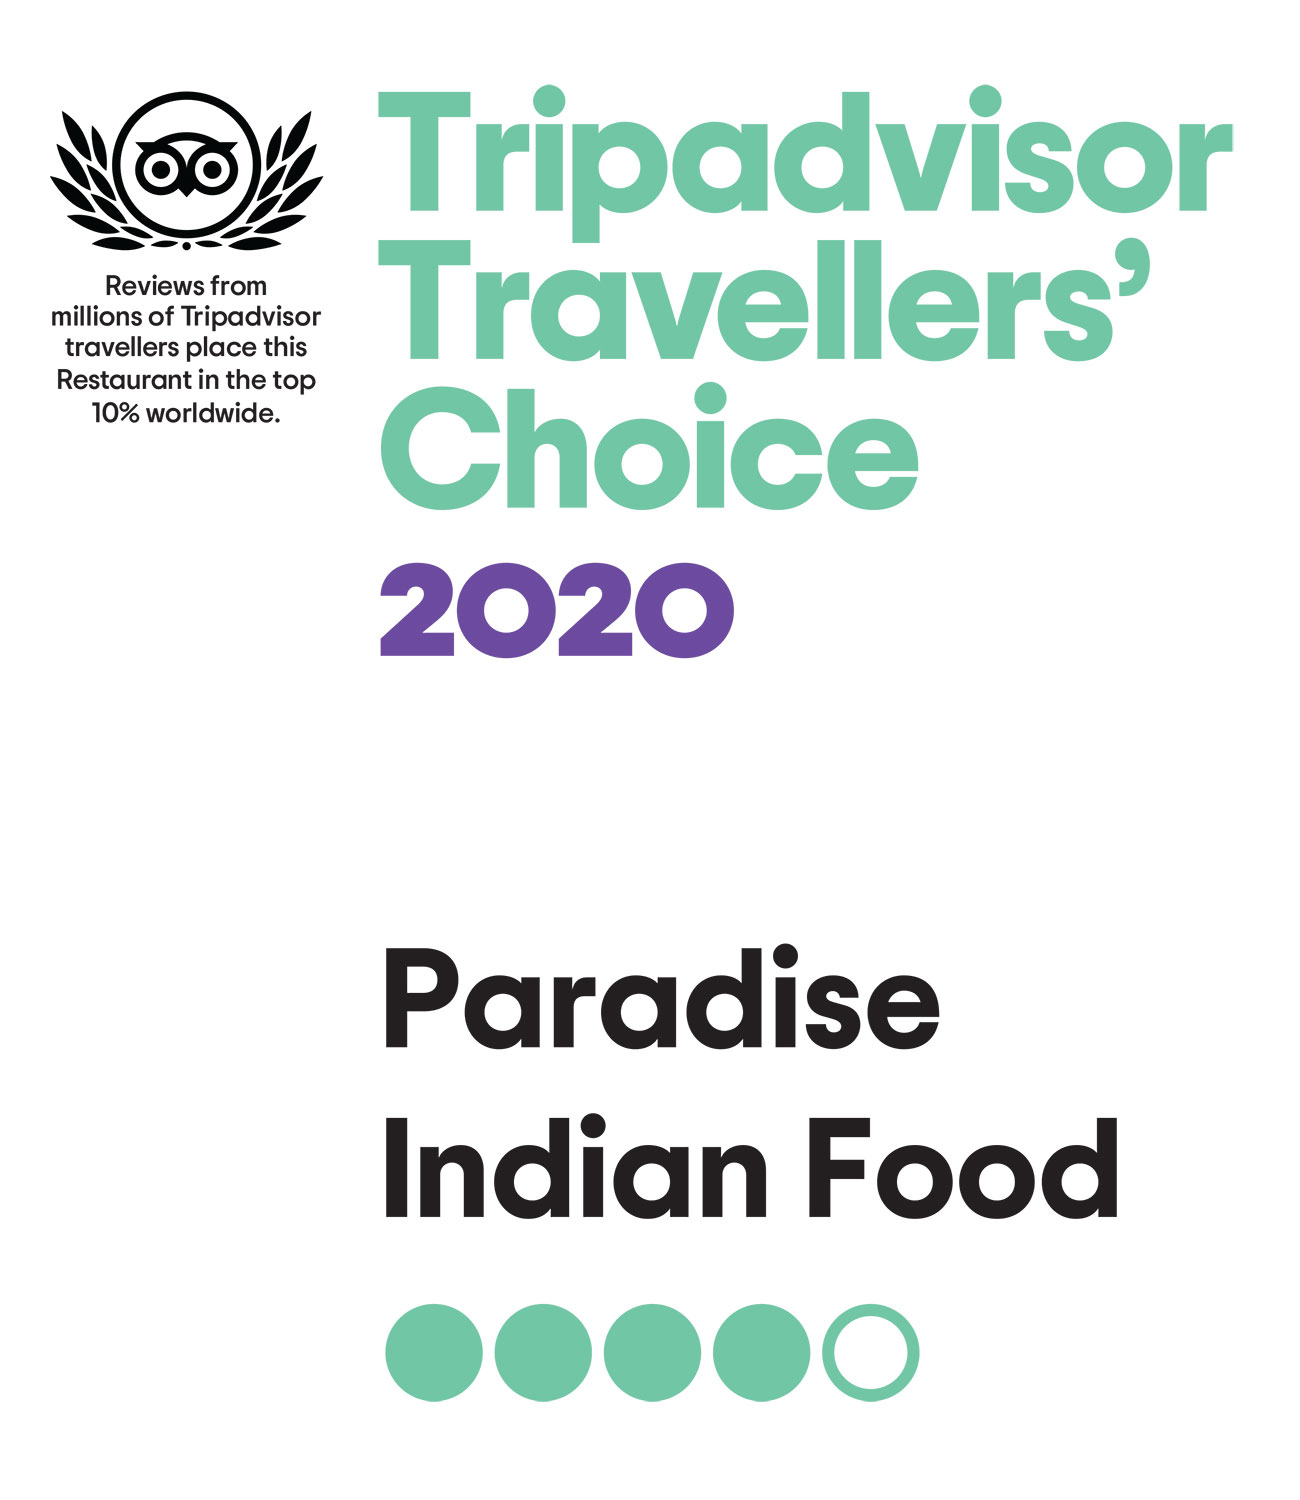 Tripadvisor
Travellers’
Choice
2020
Reviews from
millions of Tripadvisor
travellers place this
Restaurant in the top
10% worldwide.
Paradise
Indian Food